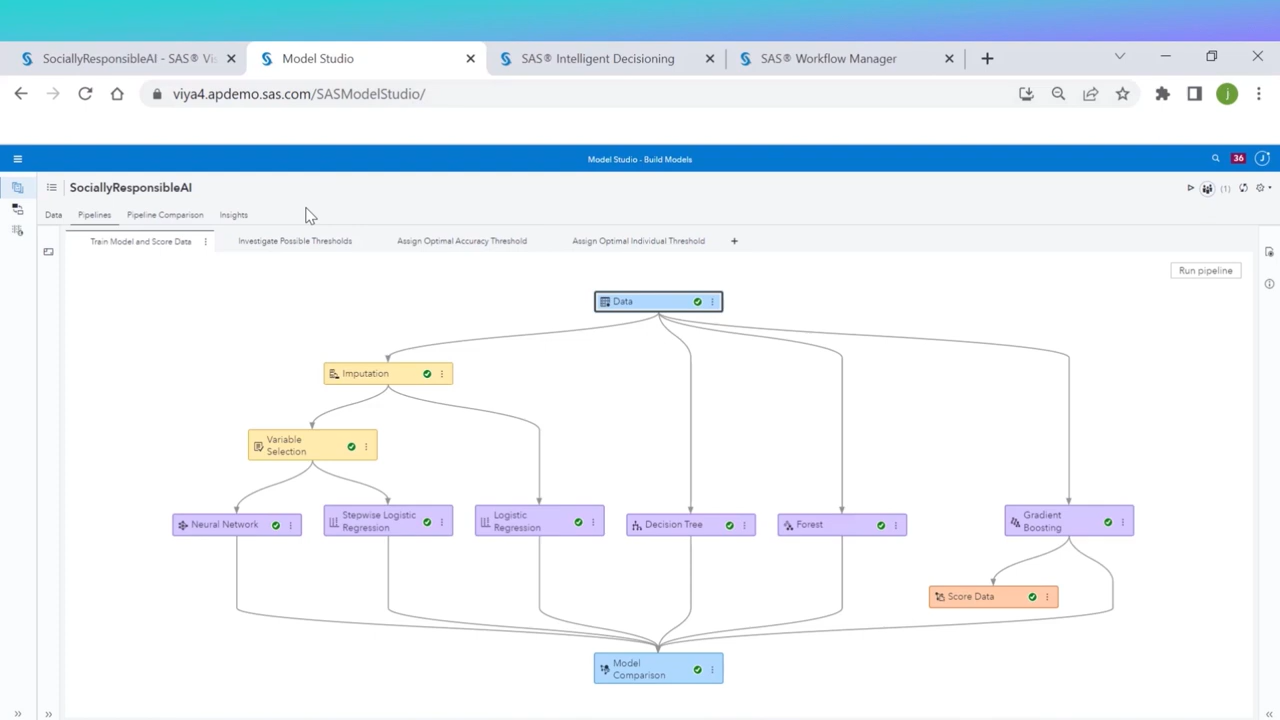 SociallyResponsibleAI - SAS® Vi
Model Studio
SAS® Intelligent Decisioning
SAS® Workflow Manager
viya4.apdemo.sas.com/SASModelStudio/
j
Model Studio - Build Models
36
J
SociallyResponsibleAI
(1)
Data
Pipelines
Pipeline Comparison
Insights
Train Model and Score Data
Investigate Possible Thresholds
Assign Optimal Accuracy Threshold
Assign Optimal Individual Threshold
Run pipeline
Data
Imputation
Variable
Selection
Neural Network
Stepwise Logistic
Regression
Logistic
Regression
Decision Tree
Forest
Gradient
Boosting
Score Data
Model
Comparison